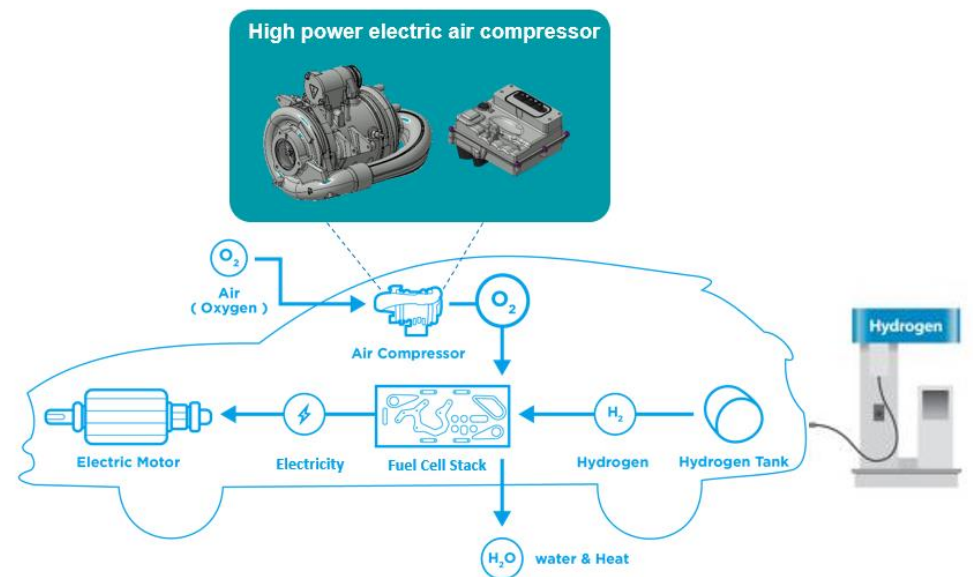 High power electric air compressor
O₂
Air
( Oxygen )
O₂
Air Compressor
Hydrogen
H₂
Electric Motor
Electricity
Fuel Cell Stack
Hydrogen
Hydrogen Tank
H₂O
water & Heat